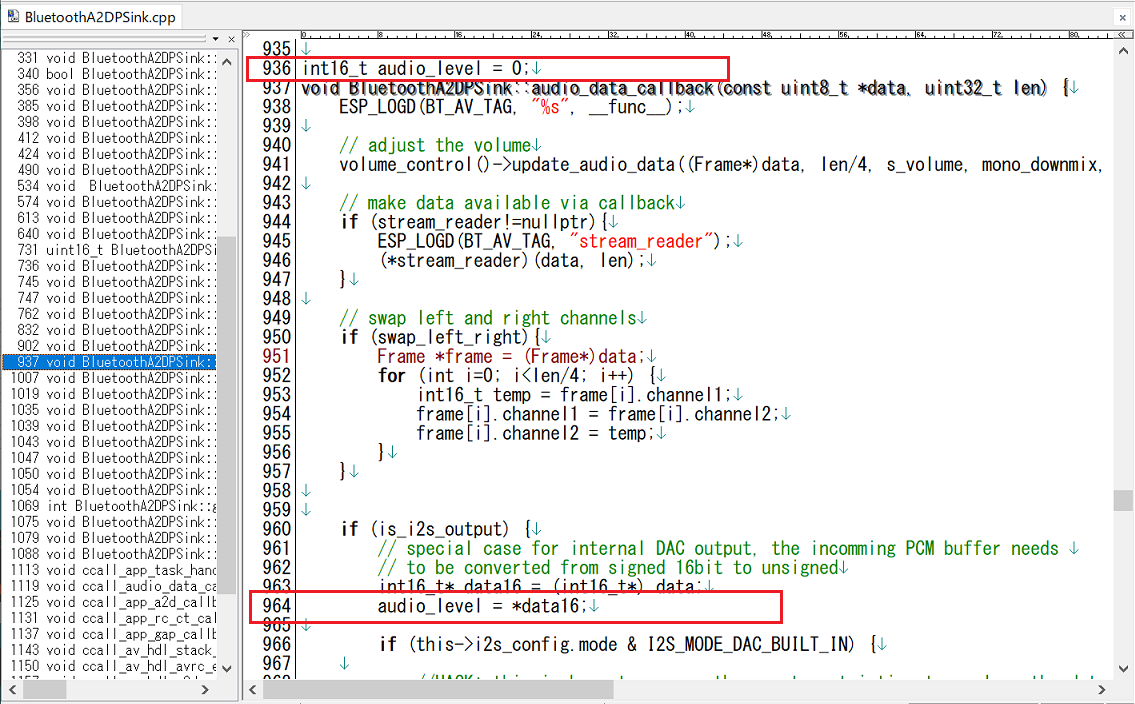 BluetoothA2DPSink.cpp
331 void BluetoothA2DPSink::
340 bool BluetoothA2DPSink::
356 void BluetoothA2DPSink::
385 void BluetoothA2DPSink::
398 void BluetoothA2DPSink::
412 void BluetoothA2DPSink::
424 void BluetoothA2DPSink::
490 void BluetoothA2DPSink::
534 void  BluetoothA2DPSink:
574 void BluetoothA2DPSink::
613 void BluetoothA2DPSink::
640 void BluetoothA2DPSink::
731 uint16_t BluetoothA2DPSi
736 void BluetoothA2DPSink::
745 void BluetoothA2DPSink::
747 void BluetoothA2DPSink::
762 void BluetoothA2DPSink::
832 void BluetoothA2DPSink::
902 void BluetoothA2DPSink::
937 void BluetoothA2DPSink::
1007 void BluetoothA2DPSink::
1019 void BluetoothA2DPSink::
1035 void BluetoothA2DPSink::
1039 void BluetoothA2DPSink::
1043 void BluetoothA2DPSink::
1047 void BluetoothA2DPSink::
1050 void BluetoothA2DPSink::
1054 void BluetoothA2DPSink::
1069 int BluetoothA2DPSink::g
1075 void BluetoothA2DPSink::
1079 void BluetoothA2DPSink::
1088 void BluetoothA2DPSink::
1113 void ccall_app_task_hand
1119 void ccall_audio_data_ca
1125 void ccall_app_a2d_callb
1131 void ccall_app_rc_ct_cal
1137 void ccall_app_gap_callb
1143 void ccall_av_hdl_stack_
1150 void ccall_av_hdl_avrc_e
0 8 16 24 32 40 48 56 64 72 80
935 ↓
936 int16_t audio_level = 0;↓
937 void BluetoothA2DPSink::audio_data_callback(const uint8_t *data, uint32_t len) {↓
938     ESP_LOGD(BT_AV_TAG, "%s", __func__);↓
939 ↓
940     // adjust the volume↓
941     volume_control()->update_audio_data((Frame*)data, len/4, s_volume, mono_downmix,
942 ↓
943     // make data available via callback↓
944     if (stream_reader!=nullptr){↓
945         ESP_LOGD(BT_AV_TAG, "stream_reader");↓
946         (*stream_reader)(data, len);↓
947     }↓
948 ↓
949     // swap left and right channels↓
950     if (swap_left_right){↓
951         Frame *frame = (Frame*)data;↓
952         for (int i=0; i<len/4; i++) {↓
953             int16_t temp = frame[i].channel1;↓
954             frame[i].channel1 = frame[i].channel2;↓
955             frame[i].channel2 = temp;↓
956         }↓
957     }↓
958 ↓
959 ↓
960     if (is_i2s_output) {↓
961         // special case for internal DAC output, the incomming PCM buffer needs ↓
962         // to be converted from signed 16bit to unsigned↓
963         int16_t* data16 = (int16_t*) data;↓
964         audio_level = *data16;↓
965 ↓
966         if (this->i2s_config.mode & I2S_MODE_DAC_BUILT_IN) {↓
967     ↓